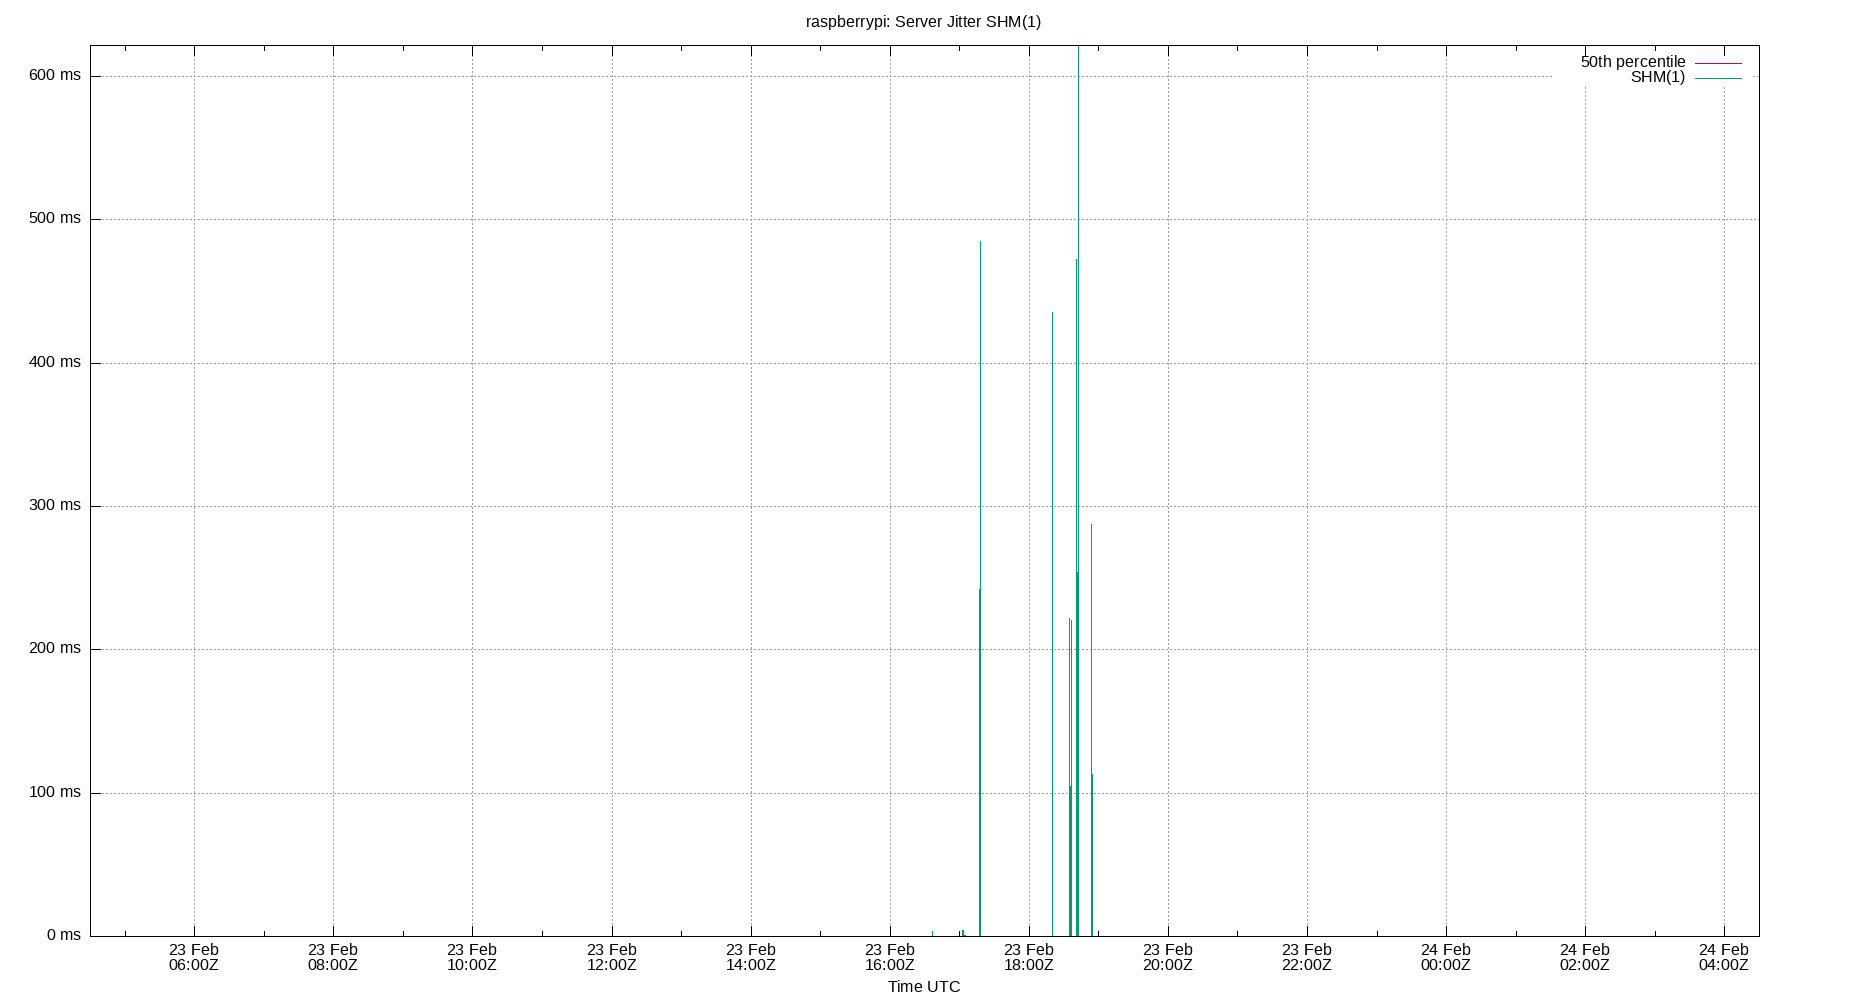 raspberrypi: Server Jitter SHM(1)
600 ms
50th percentile
SHM(1)
500 ms
400 ms
300 ms
200 ms
100 ms
0 ms
23 Feb 23 Feb 23 Feb 23 Feb 23 Feb 23 Feb 23 Feb 23 Feb 23 Feb 24 Feb 24 Feb 24 Feb
06:00Z 08:00Z 10:00Z 12:00Z 14:00Z 16:00Z 18:00Z 20:00Z 22:00Z 00:00Z 02:00Z 04:00Z
Time UTC